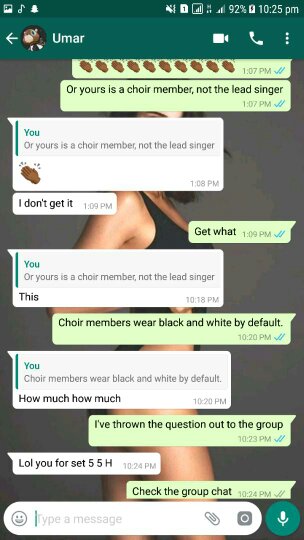 92% 10:25 pm
Umar
1:07 PM
Or yours is a choir member, not the lead singer
1:07 PM
You
Or yours is a choir member, not the lead singer
1:08 PM
I don't get it 1:09 PM
Get what 1:09 PM
You
Or yours is a choir member, not the lead singer
This 10:18 PM
Choir members wear black and white by default.
10:20 PM
You
Choir members wear black and white by default.
How much how much 10:20 PM
I've thrown the question out to the group
10:23 PM
Lol you for set 5 5 H 10:24 PM
Check the group chat 10:24 PM
Type a message